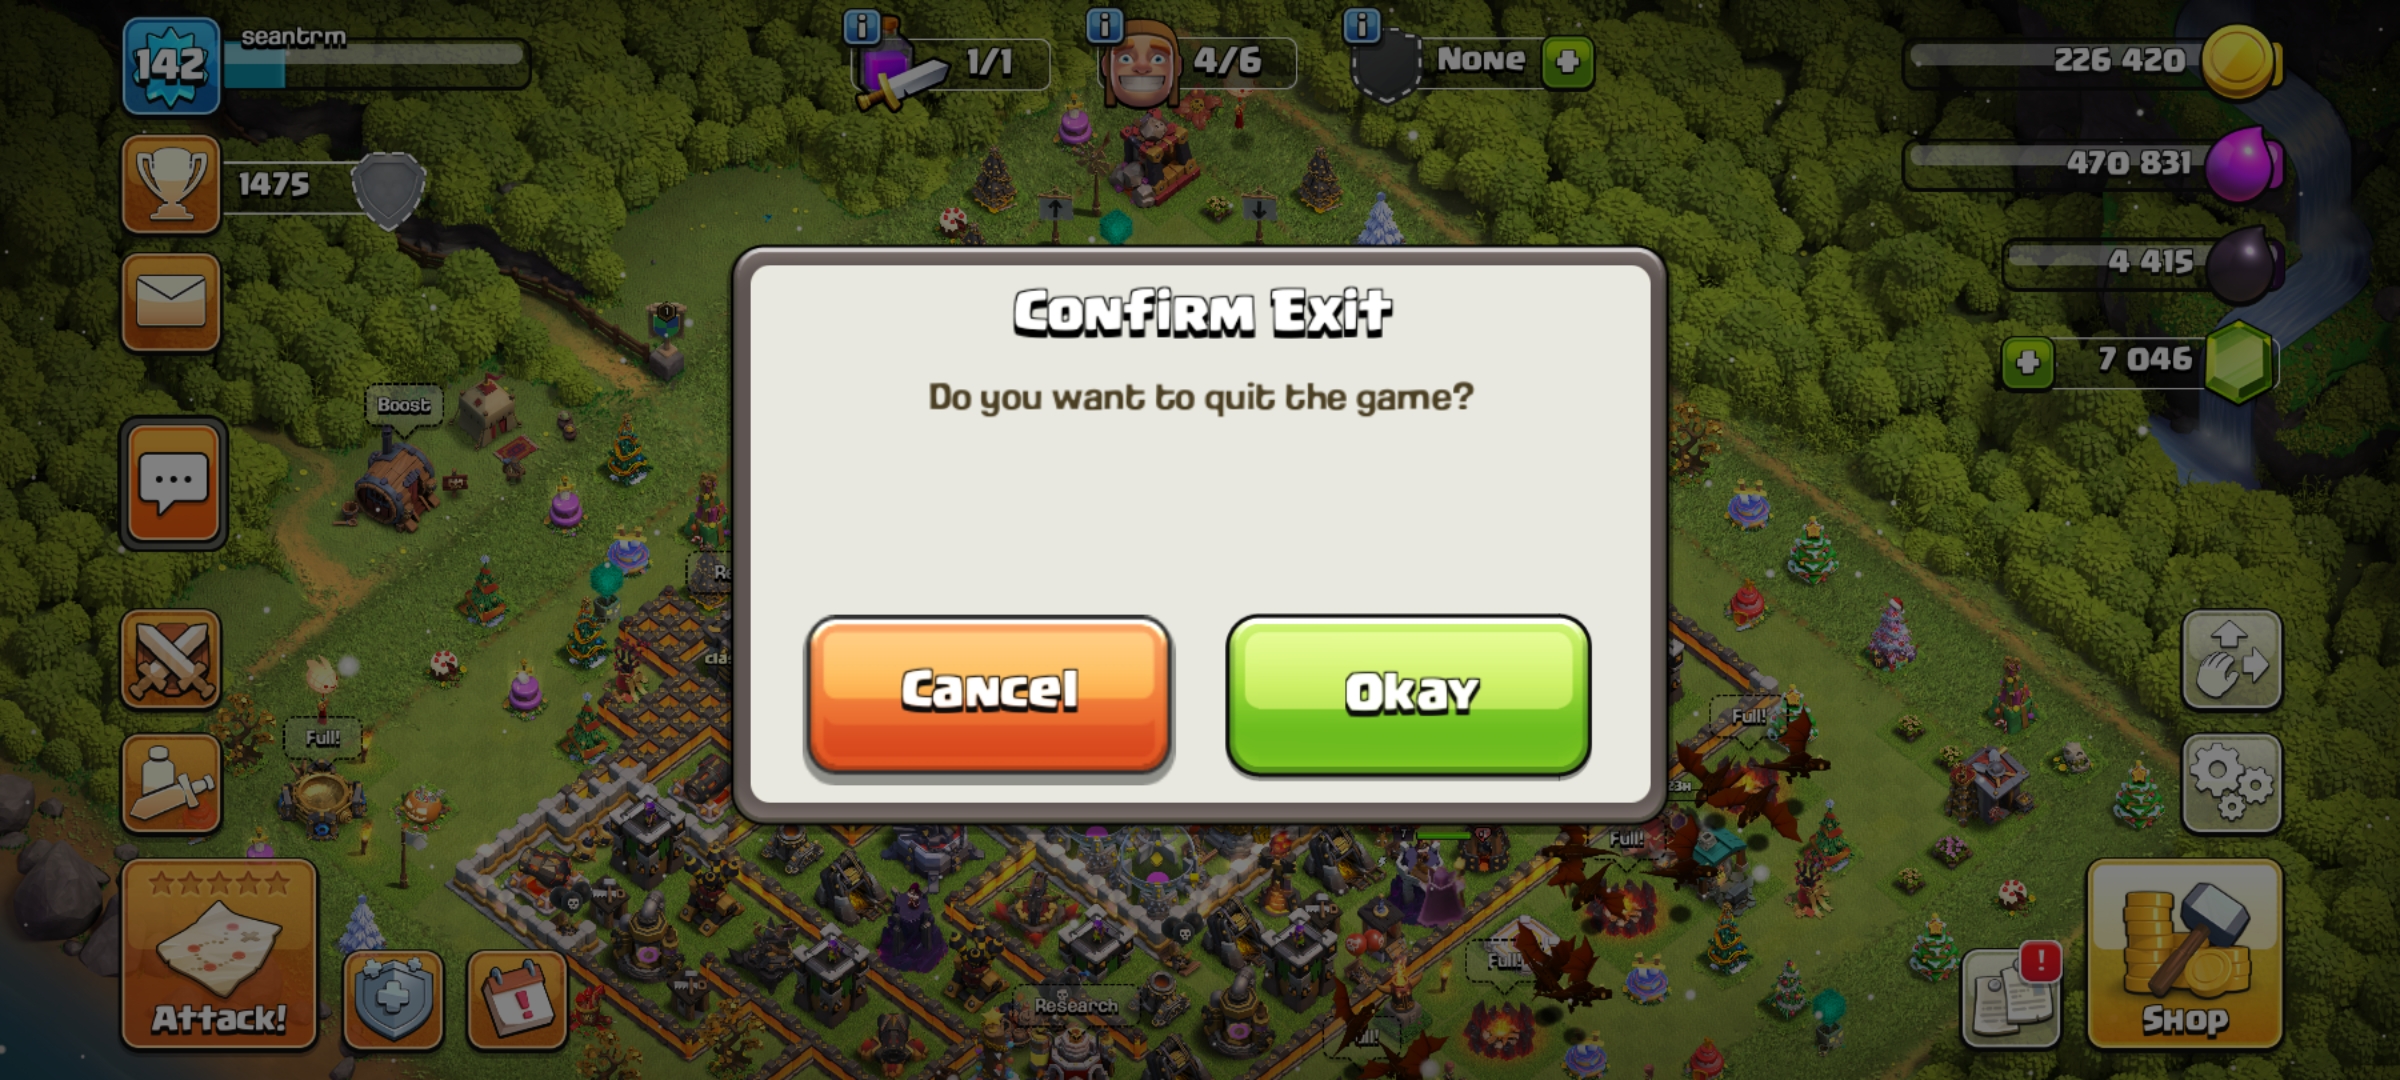 142
seantrm
1/1
4/6
None
226 420
1475
470 831
4 415
7 046
Confirm Exit
Do you want to quit the game?
Boost
Cancel
Okay
Full!
Full!
Full!
Full!
Research
Attack!
Shop